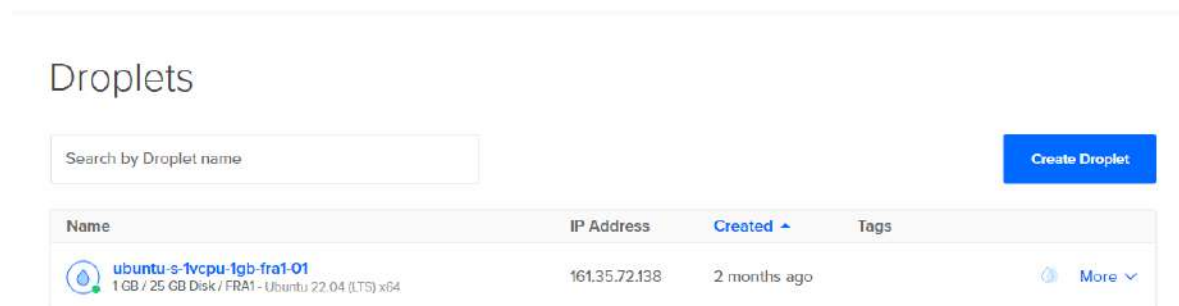 Droplets
Search by Droplet name
Create Droplet
Name IP Address Created Tags
ubuntu-s-1vcpu-1gb-fra1-01
1 GB / 25 GB Disk / FRA1 - Ubuntu 22.04 (LTS) x64
161.35.72.138 2 months ago More